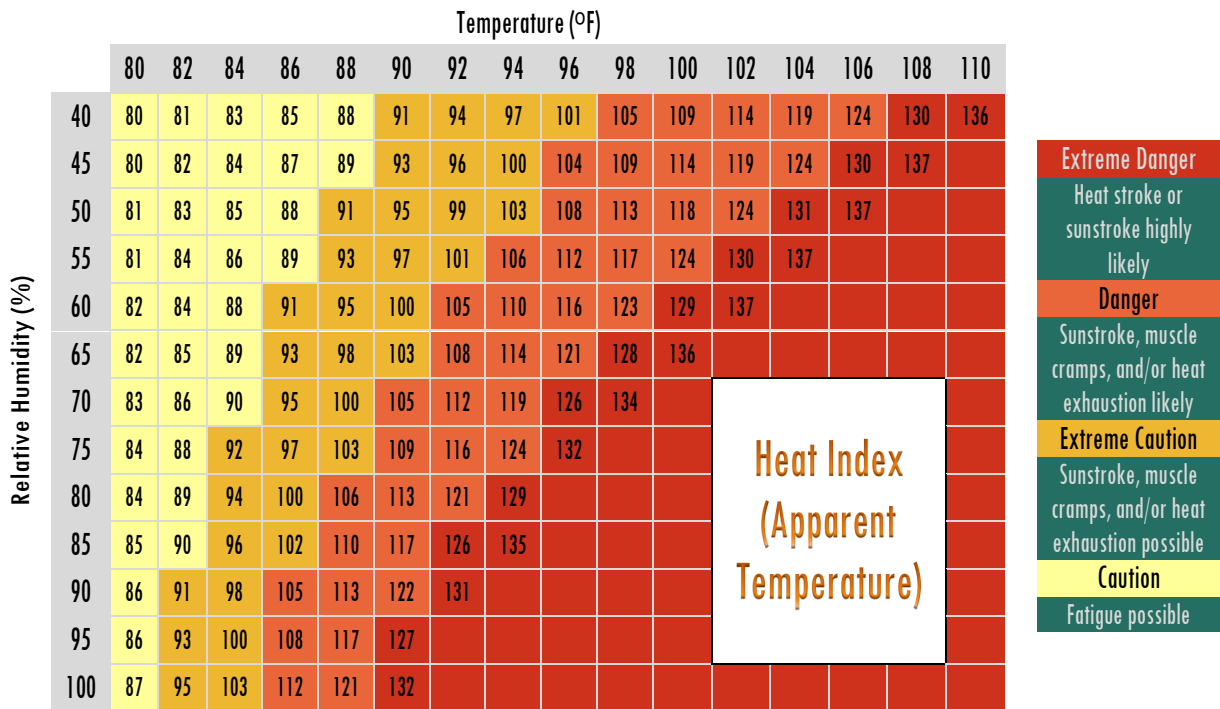 Temperature (ºF)
80 82 84 86 88 90 92 94 96 98 100 102 104 106 108 110
Relative Humidity (%)
40 80 81 83 85 88 91 94 97 101 105 109 114 119 124 130 136
45 80 82 84 87 89 93 96 100 104 109 114 119 124 130 137
50 81 83 85 88 91 95 99 103 108 113 118 124 131 137
55 81 84 86 89 93 97 101 106 112 117 124 130 137
60 82 84 88 91 95 100 105 110 116 123 129 137
65 82 85 89 93 98 103 108 114 121 128 136
70 83 86 90 95 100 105 112 119 126 134
75 84 88 92 97 103 109 116 124 132
80 84 89 94 100 106 113 121 129
85 85 90 96 102 110 117 126 135
90 86 91 98 105 113 122 131
95 86 93 100 108 117 127
100 87 95 103 112 121 132
Heat Index
(Apparent
Temperature)
Extreme Danger
Heat stroke or
sunstroke highly
likely
Danger
Sunstroke, muscle
cramps, and/or heat
exhaustion likely
Extreme Caution
Sunstroke, muscle
cramps, and/or heat
exhaustion possible
Caution
Fatigue possible